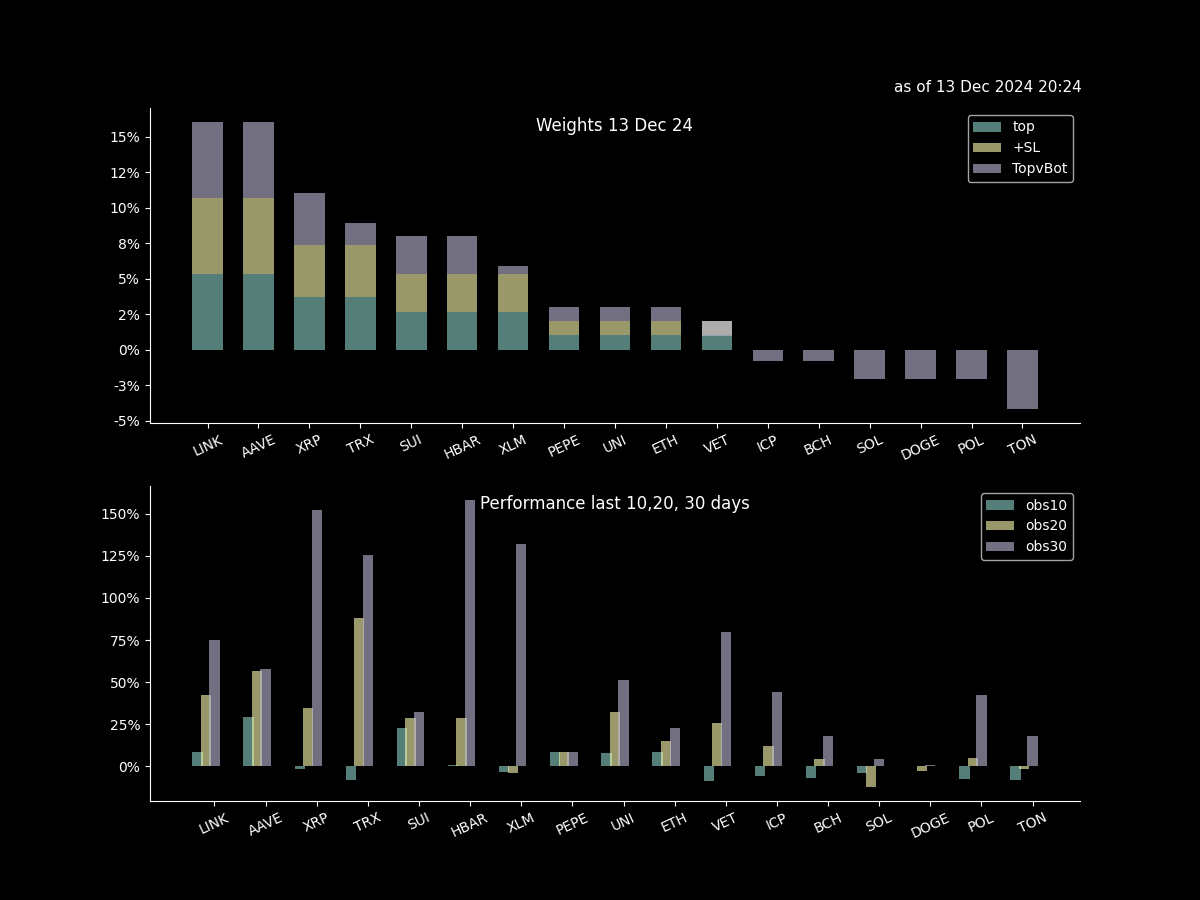 as of 13 Dec 2024 20:24
Weights 13 Dec 24
top
+SL
TopvBot
15%
12%
10%
8%
5%
2%
0%
-3%
-5%
LINK AAVE XRP TRX SUI HBAR XLM PEPE UNI ETH VET ICP BCH SOL DOGE POL TON
Performance last 10,20, 30 days
obs10
obs20
obs30
150%
125%
100%
75%
50%
25%
0%
LINK AAVE XRP TRX SUI HBAR XLM PEPE UNI ETH VET ICP BCH SOL DOGE POL TON